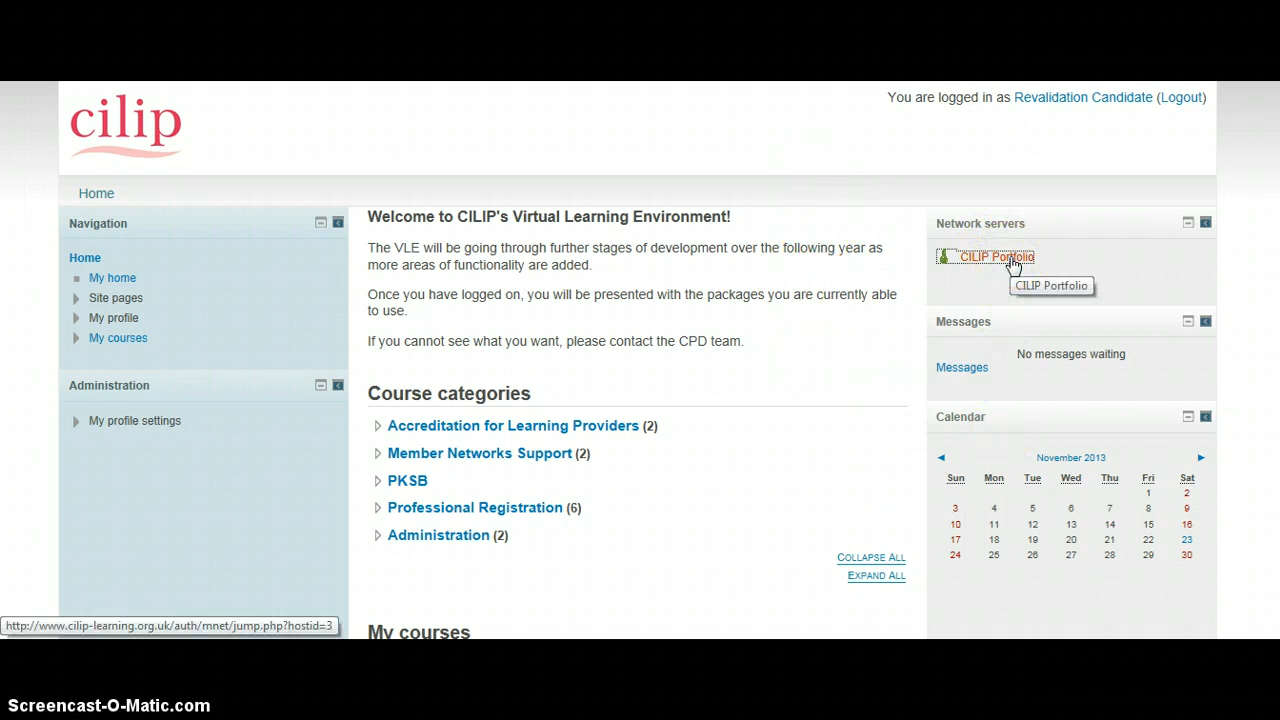 cilip
You are logged in as Revalidation Candidate (Logout)
Home
Navigation
Home
My home
Site pages
My profile
My courses
Administration
My profile settings
Welcome to CILIP's Virtual Learning Environment!
The VLE will be going through further stages of development over the following year as
more areas of functionality are added.
Once you have logged on, you will be presented with the packages you are currently able
to use.
If you cannot see what you want, please contact the CPD team.
Course categories
Accreditation for Learning Providers (2)
Member Networks Support (2)
PKSB
Professional Registration (6)
Administration (2)
COLLAPSE ALL
EXPAND ALL
My courses
Network servers
CILIP Portfolio
CILIP Portfolio
Messages
No messages waiting
Messages
Calendar
November 2013
Sun Mon Tue Wed Thu Fri Sat
1 2
3 4 5 6 7 8 9
10 11 12 13 14 15 16
17 18 19 20 21 22 23
24 25 26 27 28 29 30
http://www.cilip-learning.org.uk/auth/mnet/jump.php?hostid=3
Screencast-O-Matic.com